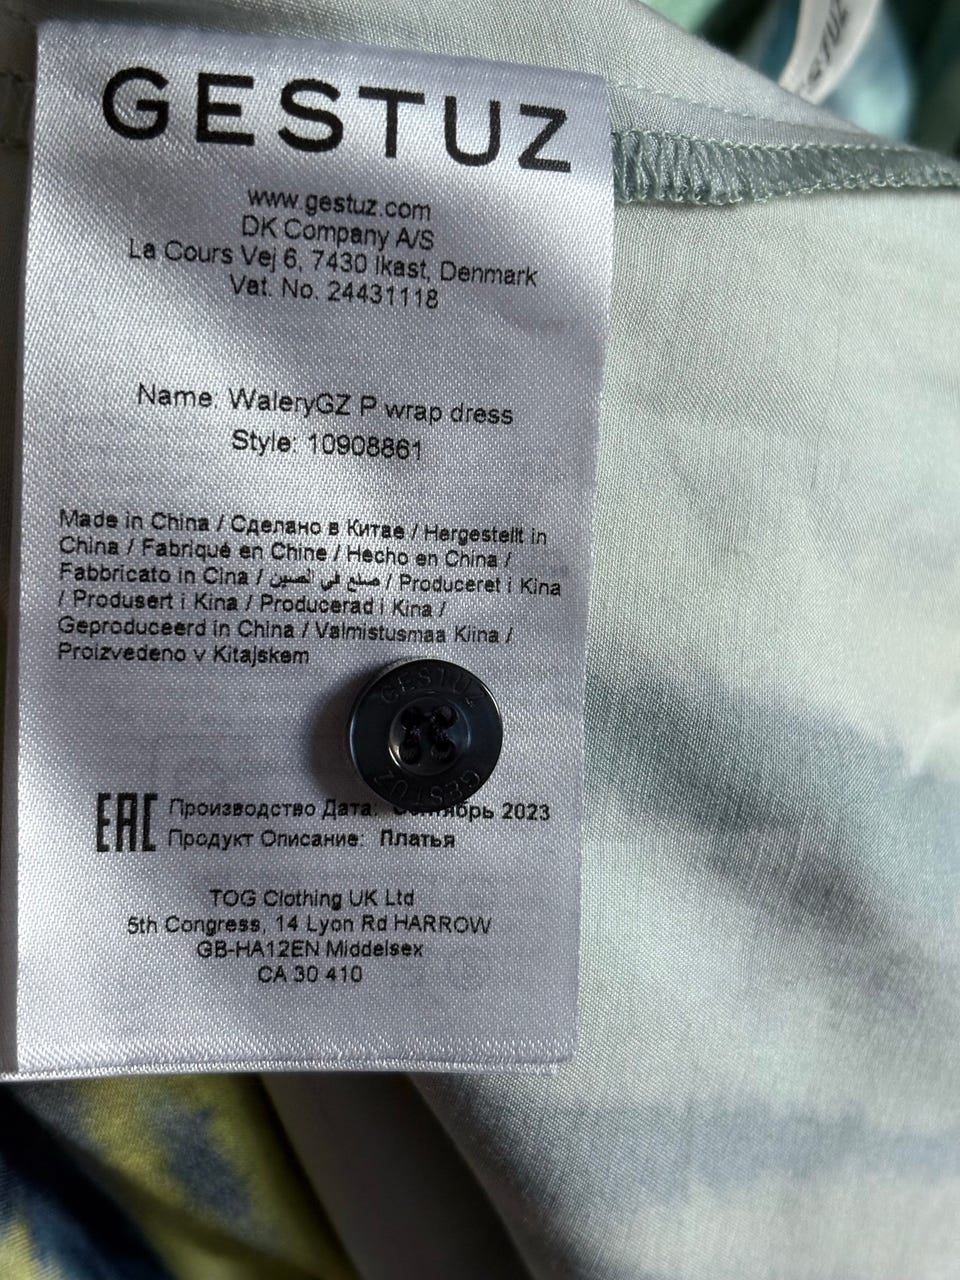 GESTUZ
www.gestuz.com
DK Company A/S
La Cours Vej 6, 7430 Ikast, Denmark
Vat. No. 24431118
Name: WaleryGZ P wrap dress
Style: 10908861
Made in China / Сделано в Китае / Hergestellt in
China / Fabriqué en Chine / Hecho en China /
Fabbricato in Cina / صنع في الصين / Produceret i Kina
/ Produsert i Kina / Producerad i Kina /
Geproduceerd in China / Valmistusmaa Kiina /
Proizvedeno v Kitajskem
GESTUZ
GESTUZ
EAC
Производство Дата: 2023
Продукт Описание: Платья
TOG Clothing UK Ltd
5th Congress, 14 Lyon Rd HARROW
GB-HA12EN Middelsex
CA 30 410